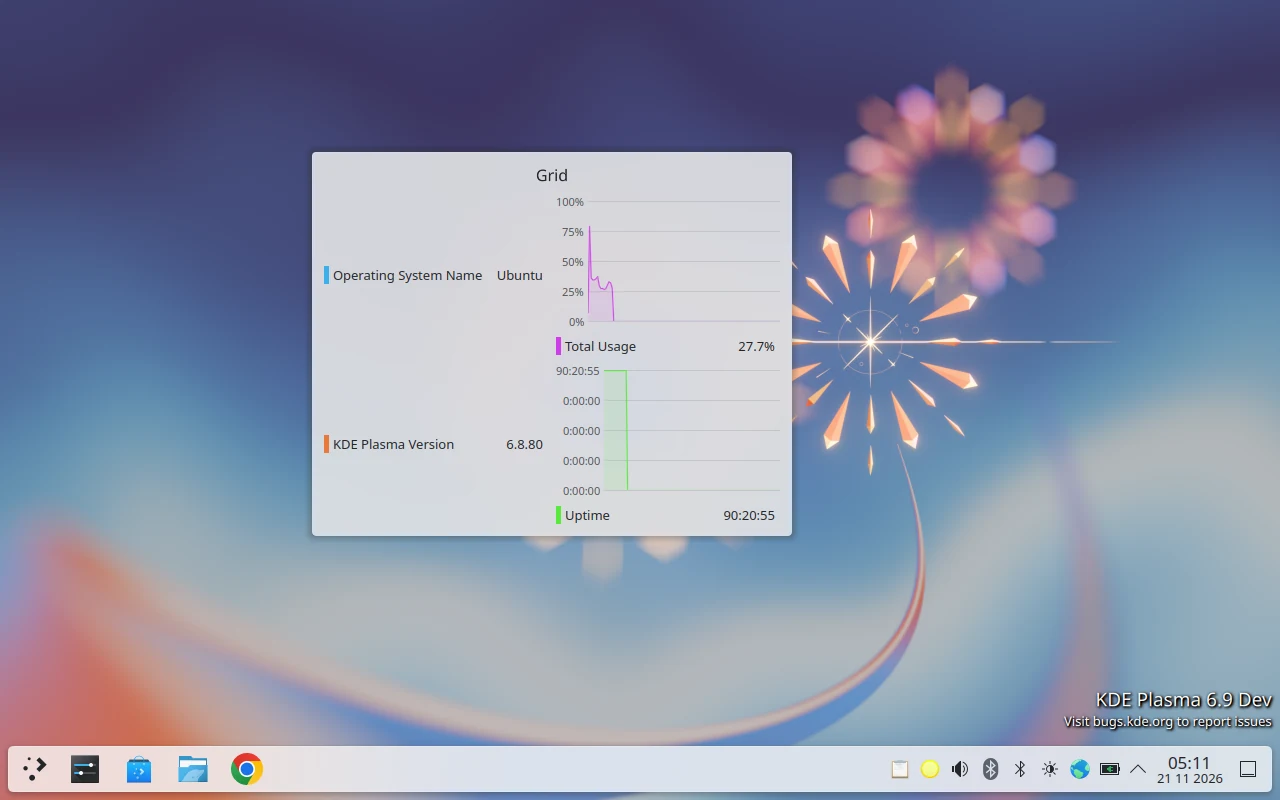 Grid
Operating System Name Ubuntu
100%
75%
50%
25%
0%
Total Usage 27.7%
KDE Plasma Version 6.8.80
90:20:55
0:00:00
0:00:00
0:00:00
0:00:00
Uptime 90:20:55
KDE Plasma 6.9 Dev
Visit bugs.kde.org to report issues
05:11
21 11 2026